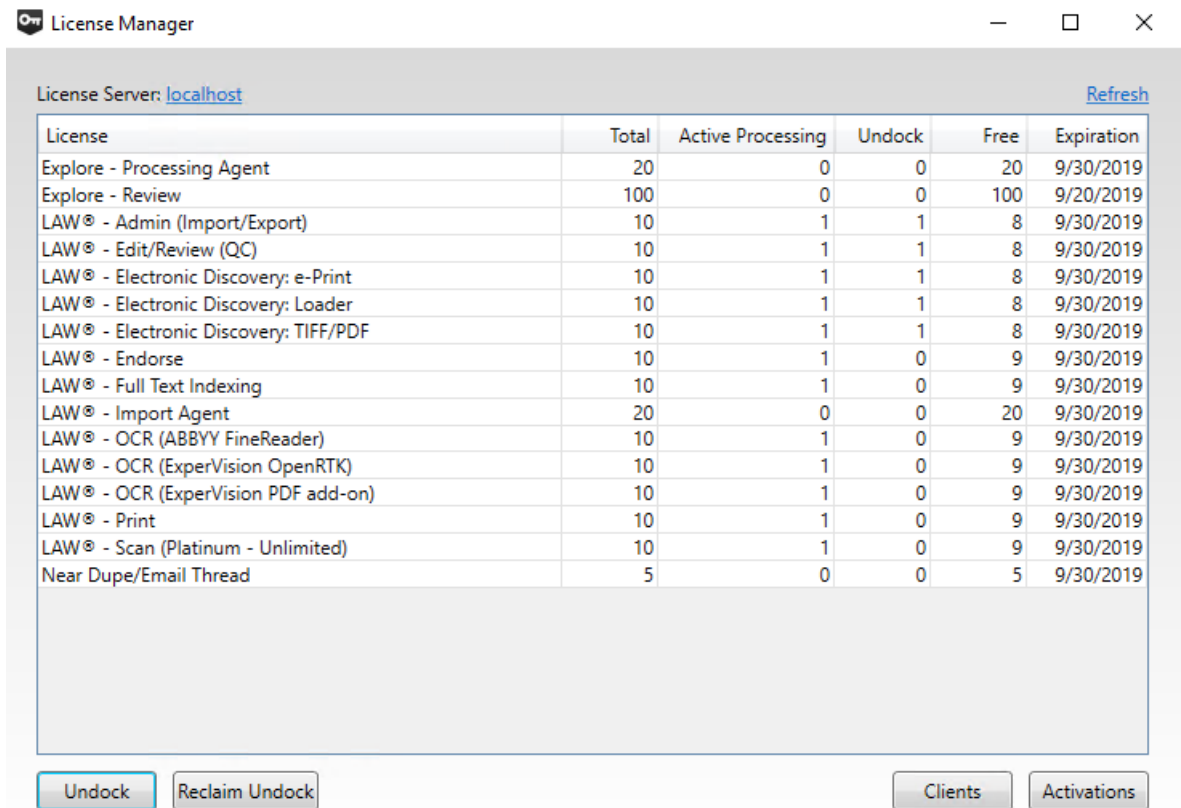 License Manager
License Server: localhost Refresh
License Total Active Processing Undock Free Expiration
Explore - Processing Agent 20 0 0 20 9/30/2019
Explore - Review 100 0 0 100 9/20/2019
LAW® - Admin (Import/Export) 10 1 1 8 9/30/2019
LAW® - Edit/Review (QC) 10 1 1 8 9/30/2019
LAW® - Electronic Discovery: e-Print 10 1 1 8 9/30/2019
LAW® - Electronic Discovery: Loader 10 1 1 8 9/30/2019
LAW® - Electronic Discovery: TIFF/PDF 10 1 1 8 9/30/2019
LAW® - Endorse 10 1 0 9 9/30/2019
LAW® - Full Text Indexing 10 1 0 9 9/30/2019
LAW® - Import Agent 20 0 0 20 9/30/2019
LAW® - OCR (ABBYY FineReader) 10 1 0 9 9/30/2019
LAW® - OCR (ExperVision OpenRTK) 10 1 0 9 9/30/2019
LAW® - OCR (ExperVision PDF add-on) 10 1 0 9 9/30/2019
LAW® - Print 10 1 0 9 9/30/2019
LAW® - Scan (Platinum - Unlimited) 10 1 0 9 9/30/2019
Near Dupe/Email Thread 5 0 0 5 9/30/2019
Undock Reclaim Undock Clients Activations